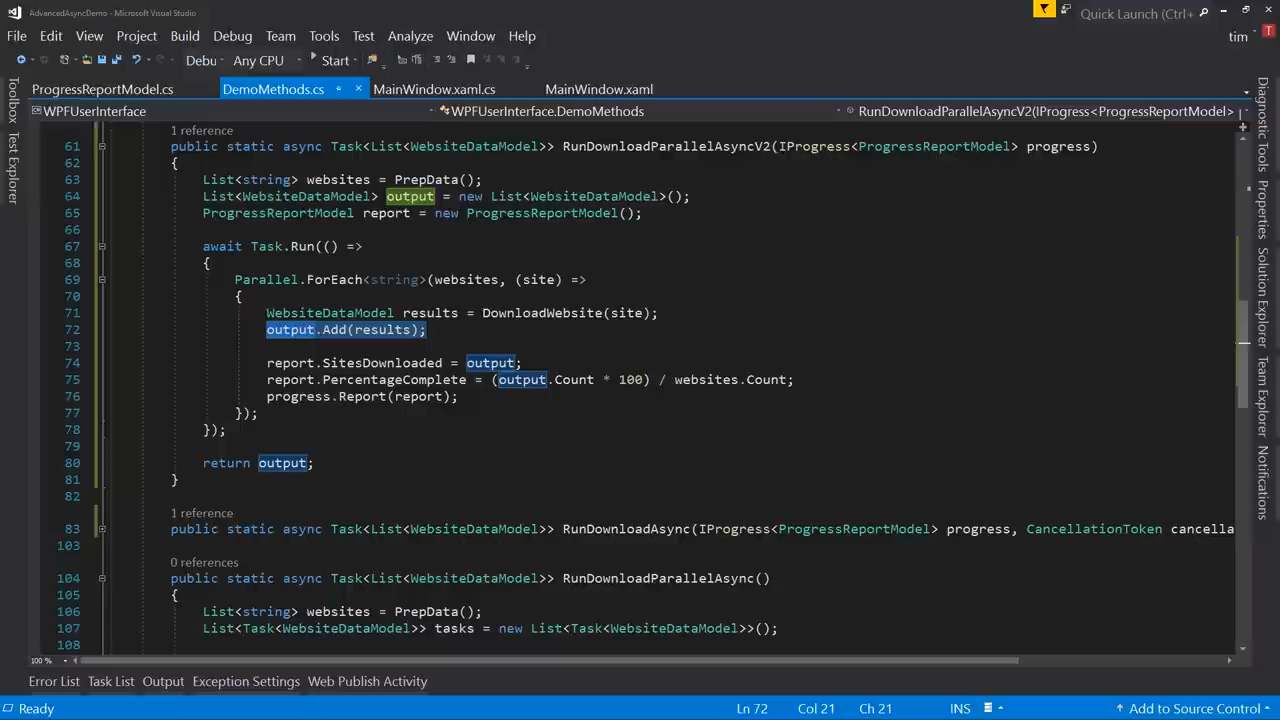 AdvancedAsyncDemo - Microsoft Visual Studio
Quick Launch (Ctrl+
File Edit View Project Build Debug Team Tools Test Analyze Window Help
tim T
Debu Any CPU Start
ProgressReportModel.cs DemoMethods.cs MainWindow.xaml.cs MainWindow.xaml
WPFUserInterface WPFUserInterface.DemoMethods RunDownloadParallelAsyncV2(IProgress<ProgressReportModel>
Toolbox
Test Explorer
1 reference
61 public static async Task<List<WebsiteDataModel>> RunDownloadParallelAsyncV2(IProgress<ProgressReportModel> progress)
62 {
63 List<string> websites = PrepData();
64 List<WebsiteDataModel> output = new List<WebsiteDataModel>();
65 ProgressReportModel report = new ProgressReportModel();
66
67 await Task.Run(() =>
68 {
69 Parallel.ForEach<string>(websites, (site) =>
70 {
71 WebsiteDataModel results = DownloadWebsite(site);
72 output.Add(results);
73
74 report.SitesDownloaded = output;
75 report.PercentageComplete = (output.Count * 100) / websites.Count;
76 progress.Report(report);
77 });
78 });
79
80 return output;
81 }
82
1 reference
83 public static async Task<List<WebsiteDataModel>> RunDownloadAsync(IProgress<ProgressReportModel> progress, CancellationToken cancella
103
0 references
104 public static async Task<List<WebsiteDataModel>> RunDownloadParallelAsync()
105 {
106 List<string> websites = PrepData();
107 List<Task<WebsiteDataModel>> tasks = new List<Task<WebsiteDataModel>>();
108
Diagnostic Tools
Properties
Solution Explorer
Team Explorer
Notifications
100 %
Error List Task List Output Exception Settings Web Publish Activity
Ready Ln 72 Col 21 Ch 21 INS Add to Source Control